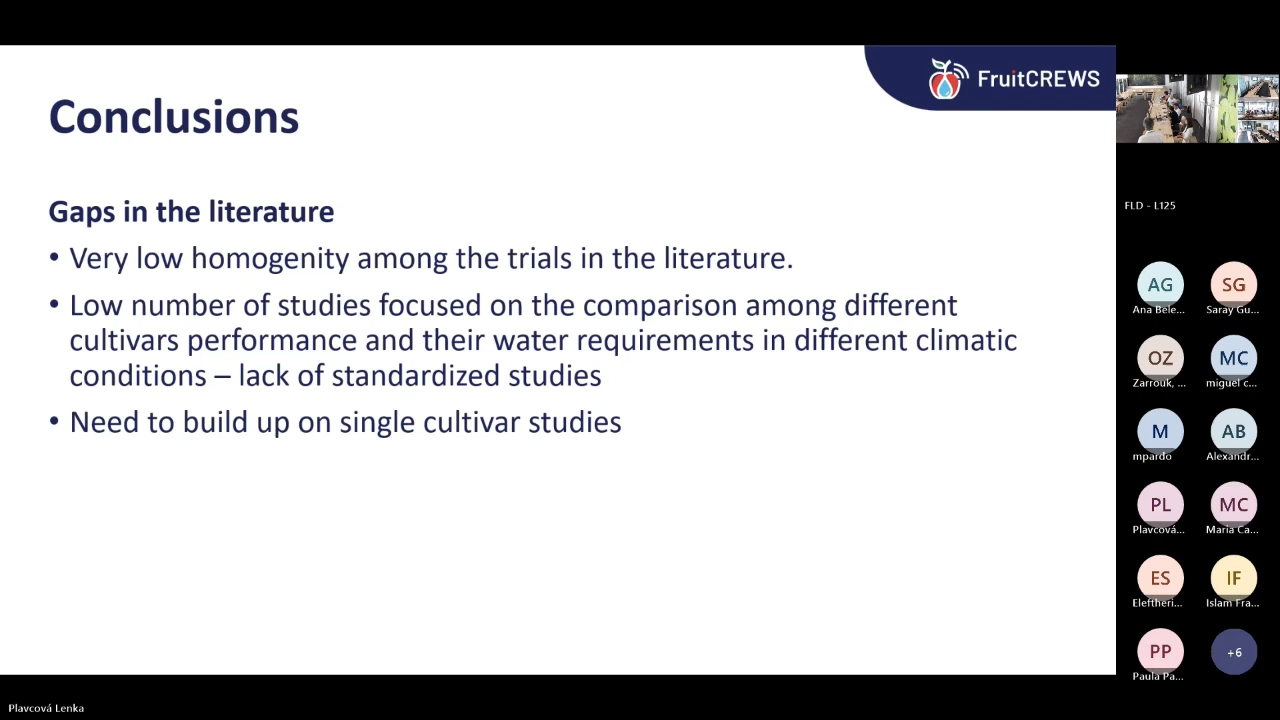 FruitCREWS
Conclusions
Gaps in the literature
• Very low homogenity among the trials in the literature.
• Low number of studies focused on the comparison among different
cultivars performance and their water requirements in different climatic
conditions – lack of standardized studies
• Need to build up on single cultivar studies
FLD - L125
AG
Ana Bele...
SG
Saray Gu...
OZ
Zarrouk, ...
MC
miguel c...
M
mpardo
AB
Alexandr...
PL
Plavcová...
MC
Maria Ca...
ES
Eleftheri...
IF
Islam Fra...
PP
Paula Pa...
+6
Plavcová Lenka